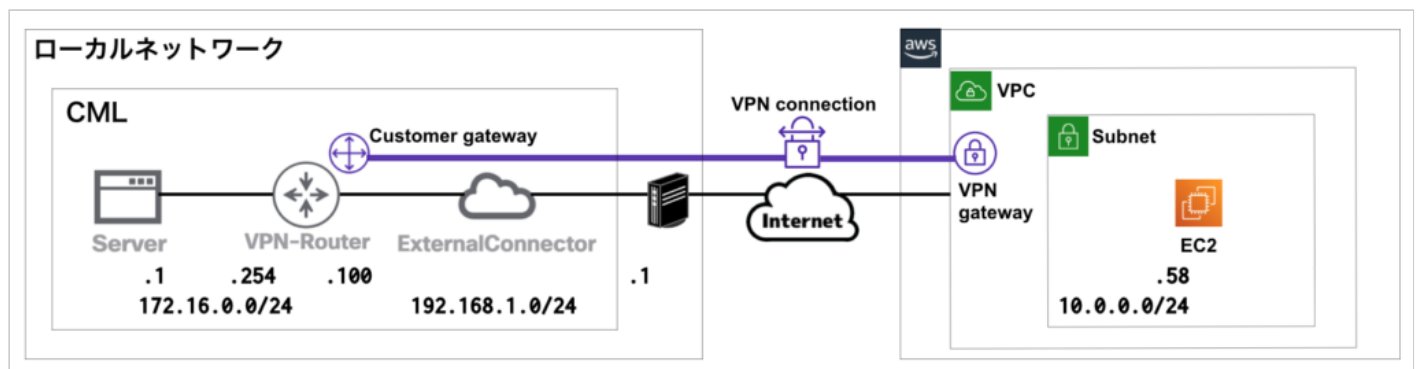 ローカルネットワーク
aws
CML
VPC
VPN connection
Customer gateway
Subnet
VPN
gateway
Internet
Server
VPN-Router
ExternalConnector
EC2
.1
.254
.100
.1
.58
172.16.0.0/24
192.168.1.0/24
10.0.0.0/24